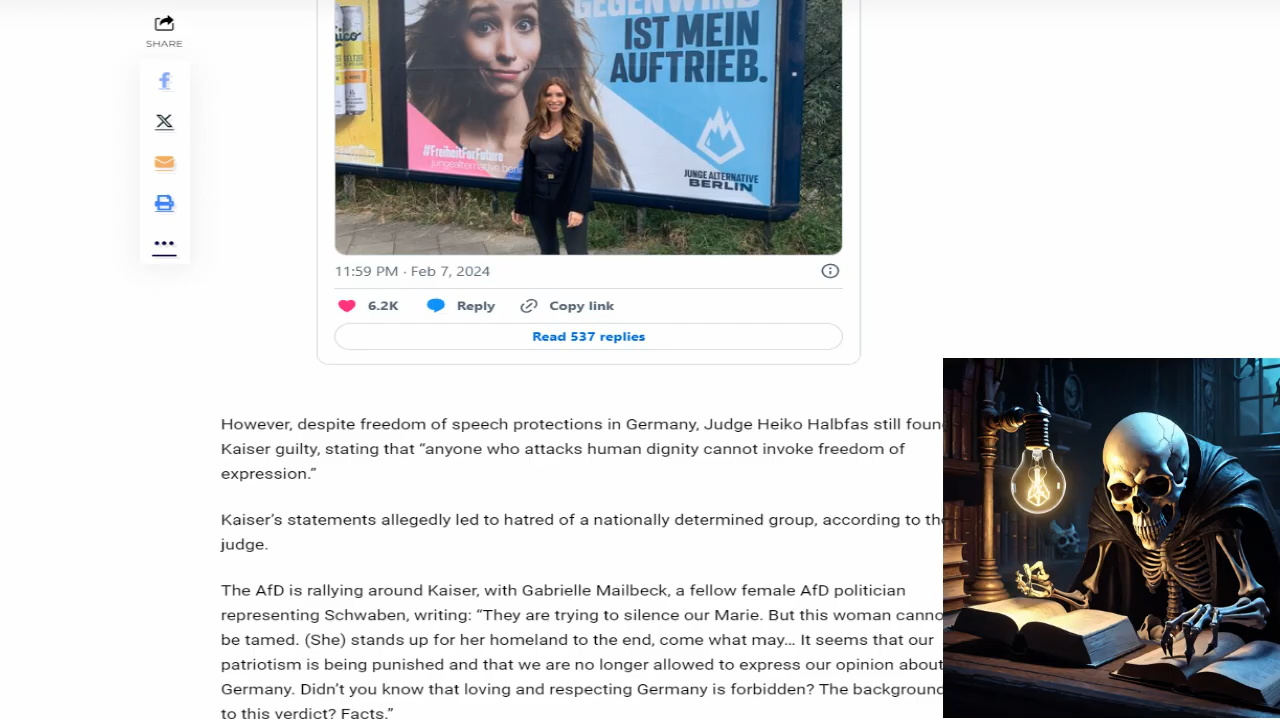 SHARE
GEGENWIND
IST MEIN
AUFTRIEB.
#FreiheitForFuture
JUNGE ALTERNATIVE
BERLIN
11:59 PM · Feb 7, 2024
6.2K Reply Copy link
Read 537 replies
However, despite freedom of speech protections in Germany, Judge Heiko Halbfas still
Kaiser guilty, stating that “anyone who attacks human dignity cannot invoke freedom of
expression.”
Kaiser’s statements allegedly led to hatred of a nationally determined group, according to the
judge.
The AfD is rallying around Kaiser, with Gabrielle Mailbeck, a fellow female AfD politician
representing Schwaben, writing: “They are trying to silence our Marie. But this woman
be tamed. (She) stands up for her homeland to the end, come what may… It seems that our
patriotism is being punished and that we are no longer allowed to express our opinion about
Germany. Didn’t you know that loving and respecting Germany is forbidden? The background
to this verdict? Facts.”